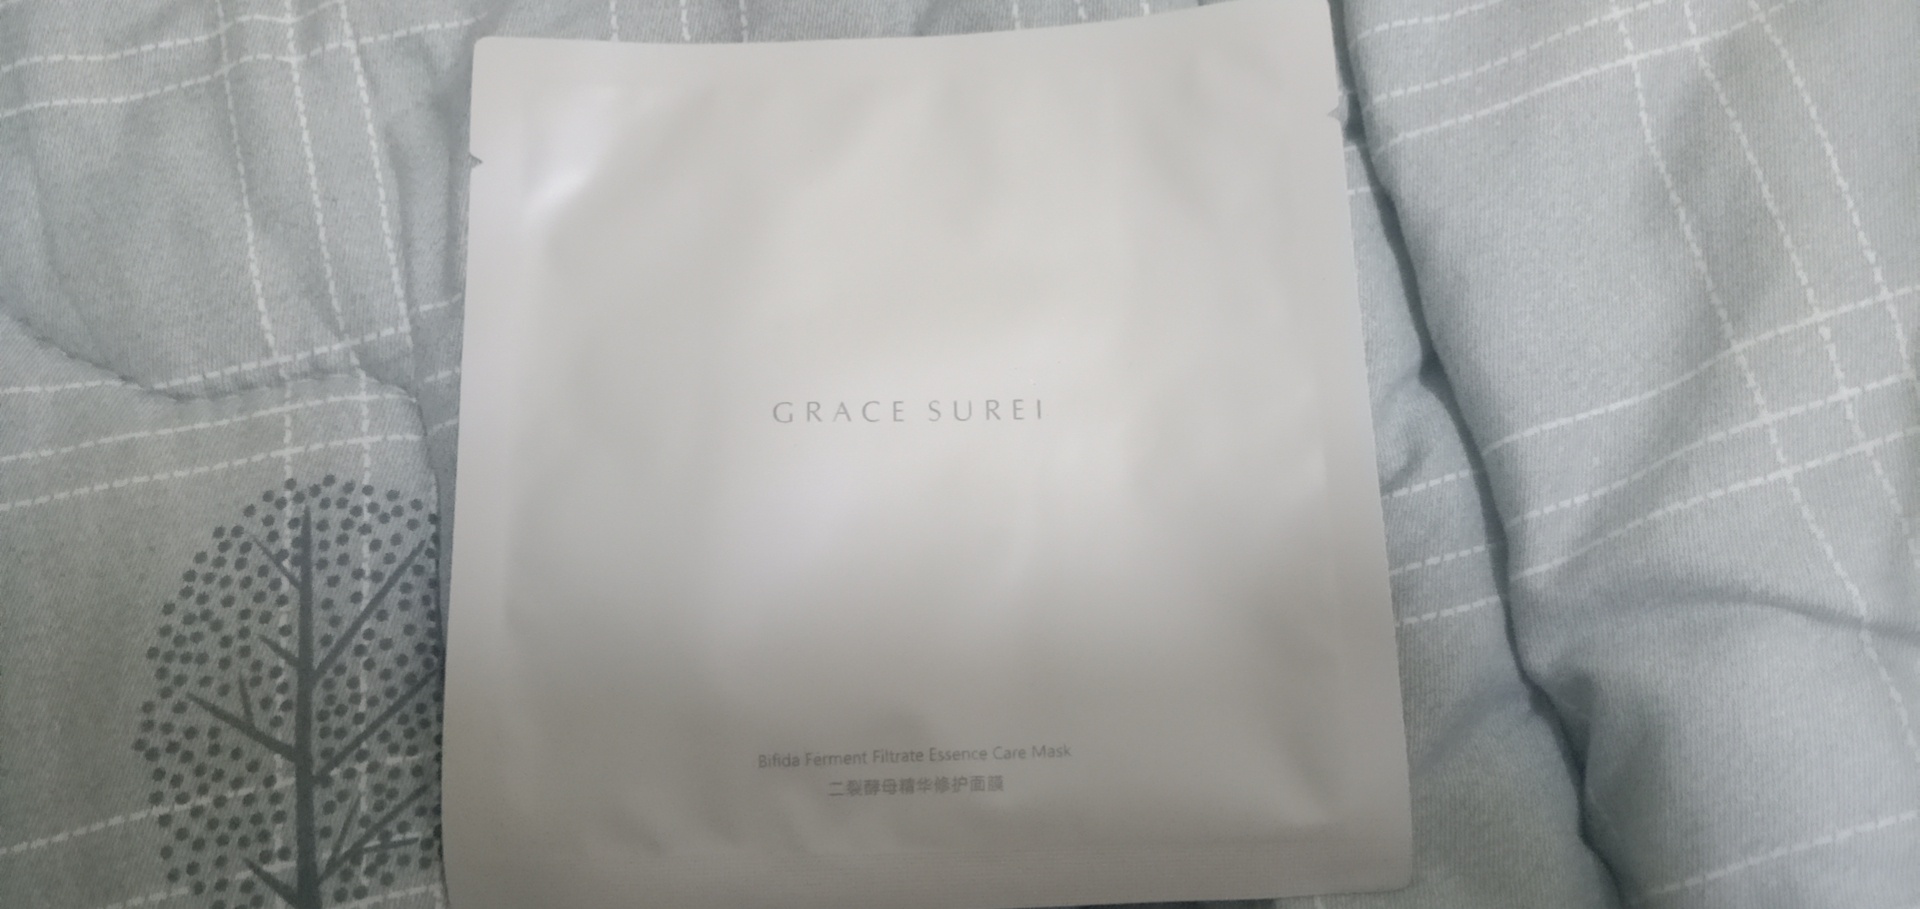 GRACE SUREI
Bifida Ferment Filtrate Essence Care Mask
二裂酵母精华修护面膜